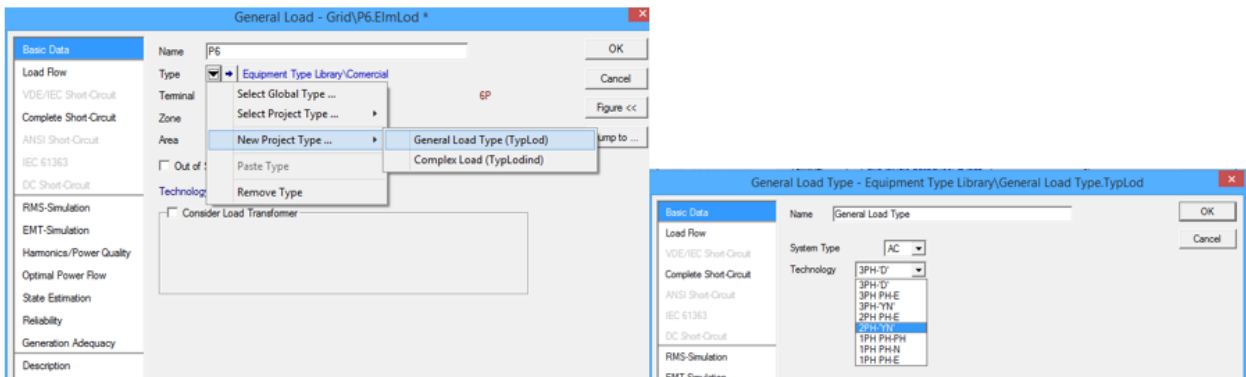 General Load - Grid\P6.ElmLod *
Basic Data
Load Flow
VDE/IEC Short-Circuit
Complete Short-Circuit
ANSI Short-Circuit
IEC 61363
DC Short-Circuit
RMS-Simulation
EMT-Simulation
Harmonics/Power Quality
Optimal Power Flow
State Estimation
Reliability
Generation Adequacy
Description
Name P6
Type Equipment Type Library\Comercial
Terminal 6P
Zone
Area
Out of
Technology
Consider Load Transformer
Select Global Type ...
Select Project Type ...
New Project Type ...
Paste Type
Remove Type
General Load Type (TypLod)
Complex Load (TypLodind)
OK
Cancel
Figure <<
ump to ...
General Load Type - Equipment Type Library\General Load Type.TypLod
Basic Data
Load Flow
VDE/IEC Short-Circuit
Complete Short-Circuit
ANSI Short-Circuit
IEC 61363
DC Short-Circuit
RMS-Simulation
EMT-Simulation
Name General Load Type
System Type AC
Technology 3PH-'D'
3PH-'D'
3PH PH-E
3PH-'YN'
2PH PH-E
2PH-'YN'
1PH PH-PH
1PH PH-N
1PH PH-E
OK
Cancel